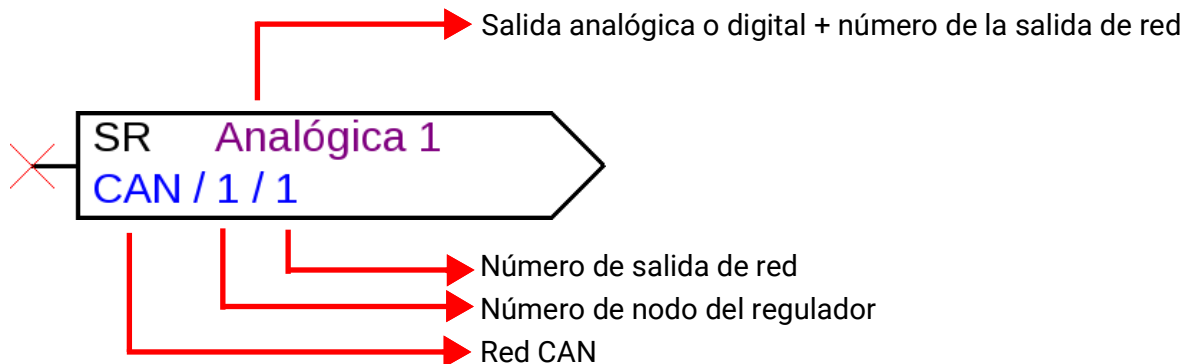 Salida analógica o digital + número de la salida de red
SR Analógica 1
CAN / 1 / 1
Número de salida de red
Número de nodo del regulador
Red CAN